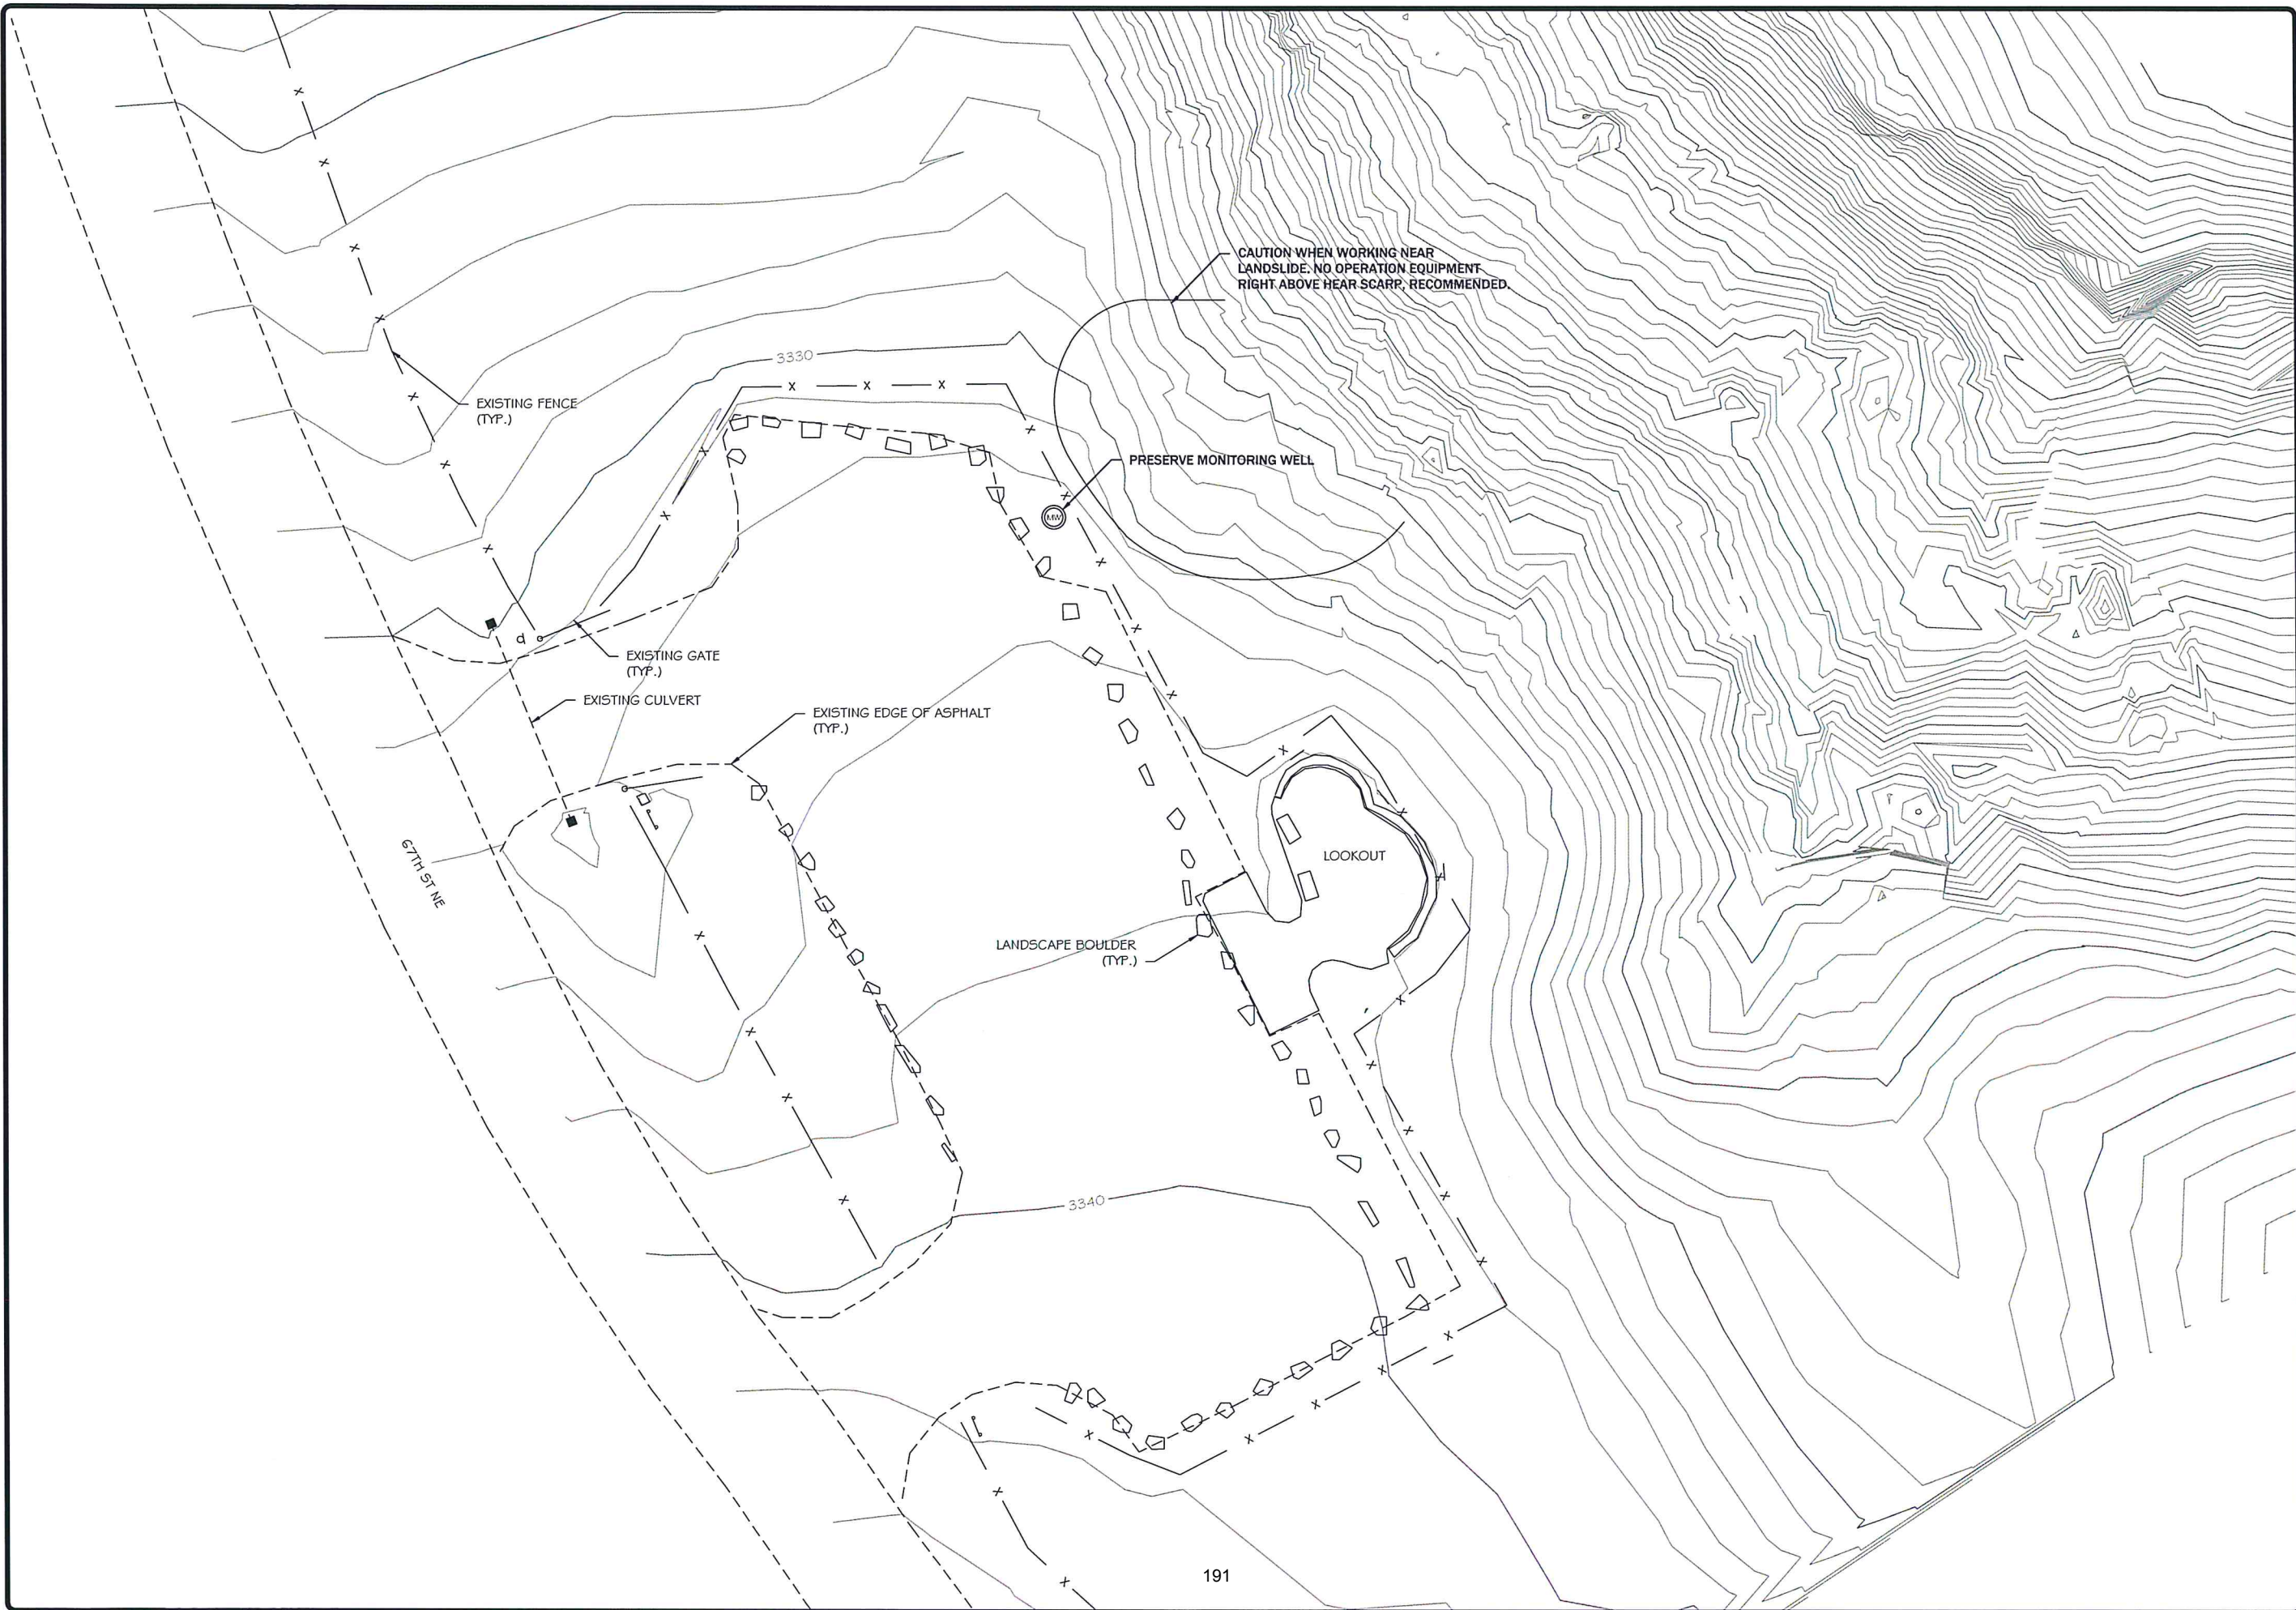 CAUTION WHEN WORKING NEAR
LANDSLIDE. NO OPERATION EQUIPMENT
RIGHT ABOVE HEAR SCARP, RECOMMENDED.
3330
EXISTING FENCE
(TYP.)
PRESERVE MONITORING WELL
MW
d
EXISTING GATE
(TYP.)
EXISTING CULVERT
EXISTING EDGE OF ASPHALT
(TYP.)
67TH ST NE
LOOKOUT
LANDSCAPE BOULDER
(TYP.)
3340
191